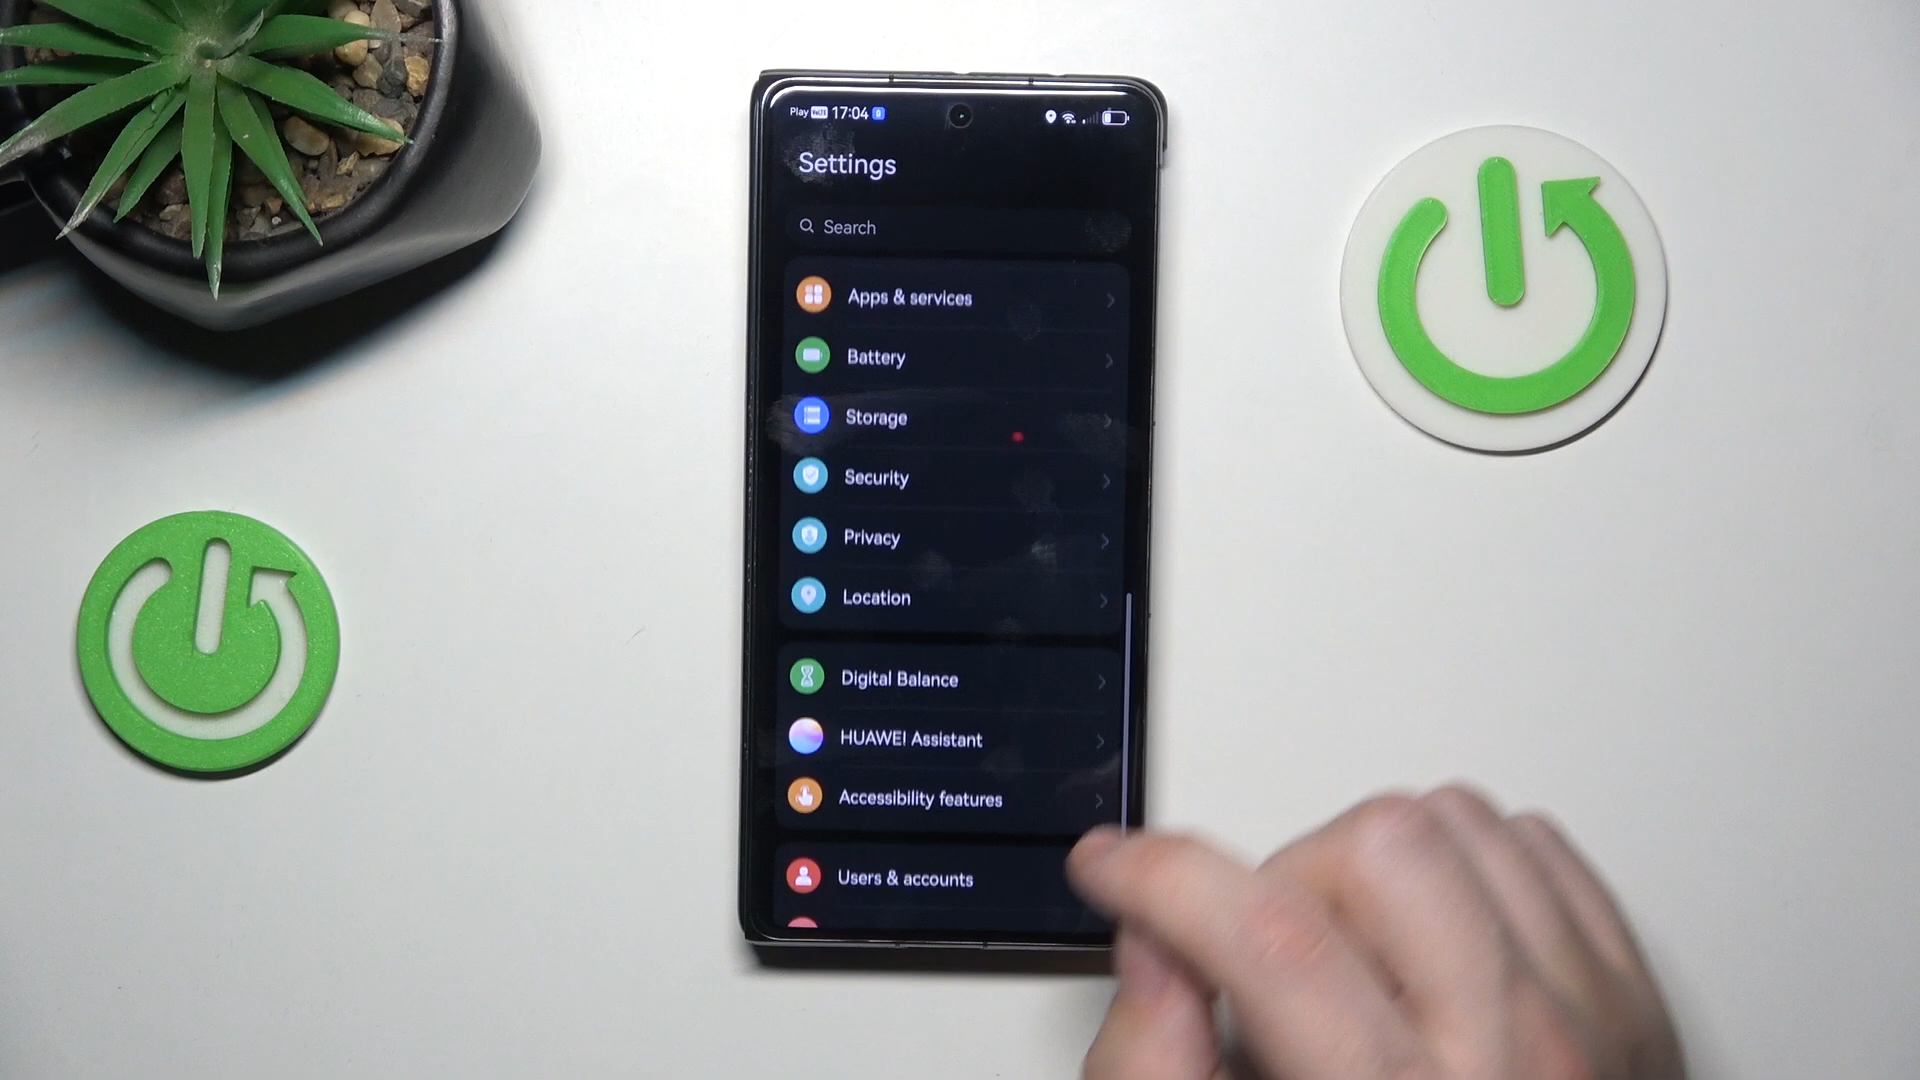 Play VoLTE 17:04
Settings
Search
Apps & services
Battery
Storage
Security
Privacy
Location
Digital Balance
HUAWEI Assistant
Accessibility features
Users & accounts